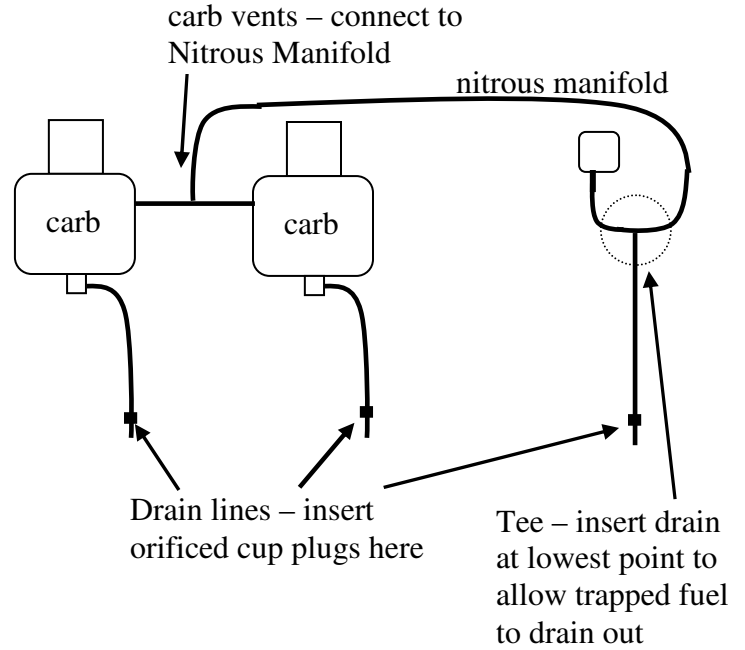 carb vents – connect to
Nitrous Manifold
nitrous manifold
carb
carb
Drain lines – insert
orificed cup plugs here
Tee – insert drain
at lowest point to
allow trapped fuel
to drain out